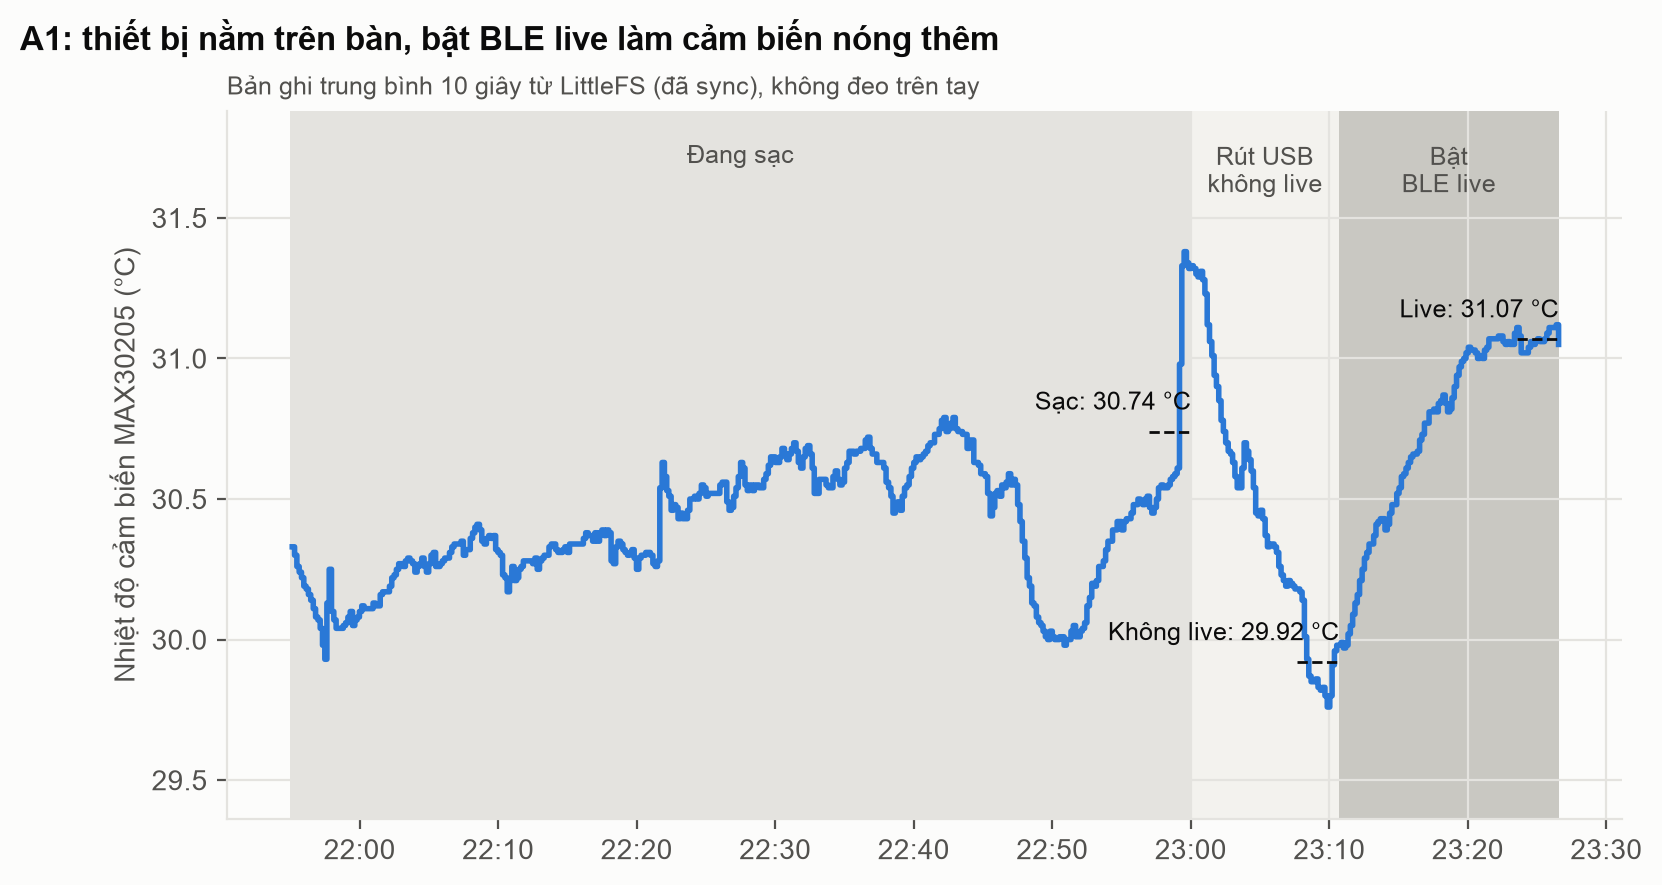 A1: thiết bị nằm trên bàn, bật BLE live làm cảm biến nóng thêm
Bản ghi trung bình 10 giây từ LittleFS (đã sync), không đeo trên tay
Đang sạc
Rút USB
không live
Bật
BLE live
Nhiệt độ cảm biến MAX30205 (°C)
31.5
31.0
30.5
30.0
29.5
Live: 31.07 °C
Sạc: 30.74 °C
Không live: 29.92 °C
22:00
22:10
22:20
22:30
22:40
22:50
23:00
23:10
23:20
23:30